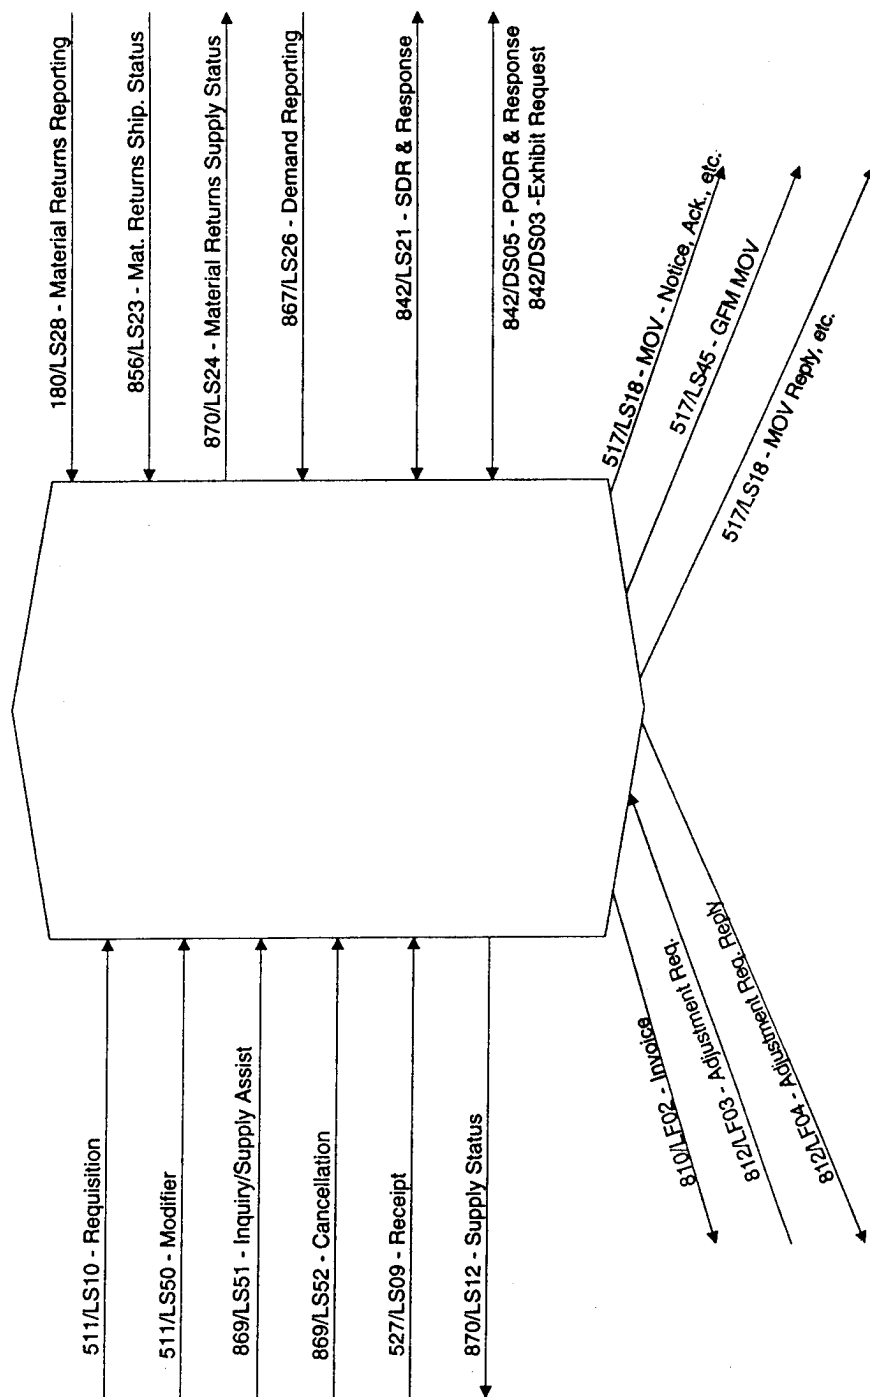 180/LS28 - Material Returns Reporting
856/LS23 - Mat. Returns Ship. Status
870/LS24 - Material Returns Supply Status
867/LS26 - Demand Reporting
842/LS21 - SDR & Response
842/DS05 - PQDR & Response
842/DS03 -Exhibit Request
517/LS18 - MOV - Notice, Ack., etc.
517/LS45 - GFM MOV
517/LS18 - MOV Reply, etc.
511/LS10 - Requisition
511/LS50 - Modifier
869/LS51 - Inquiry/Supply Assist
869/LS52 - Cancellation
527/LS09 - Receipt
870/LS12 - Supply Status
810/LF02 - Invoice
812/LF03 - Adjustment Req.
812/LF04 - Adjustment Req. Reply